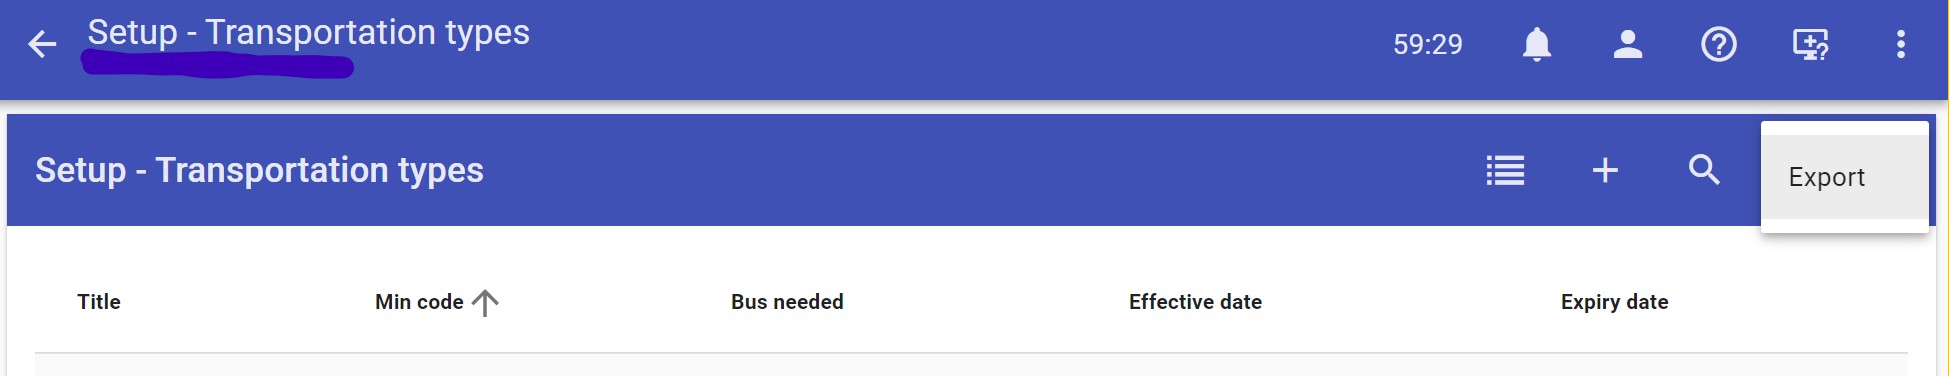 Setup - Transportation types
59:29
Setup - Transportation types
Export
Title Min code Bus needed Effective date Expiry date